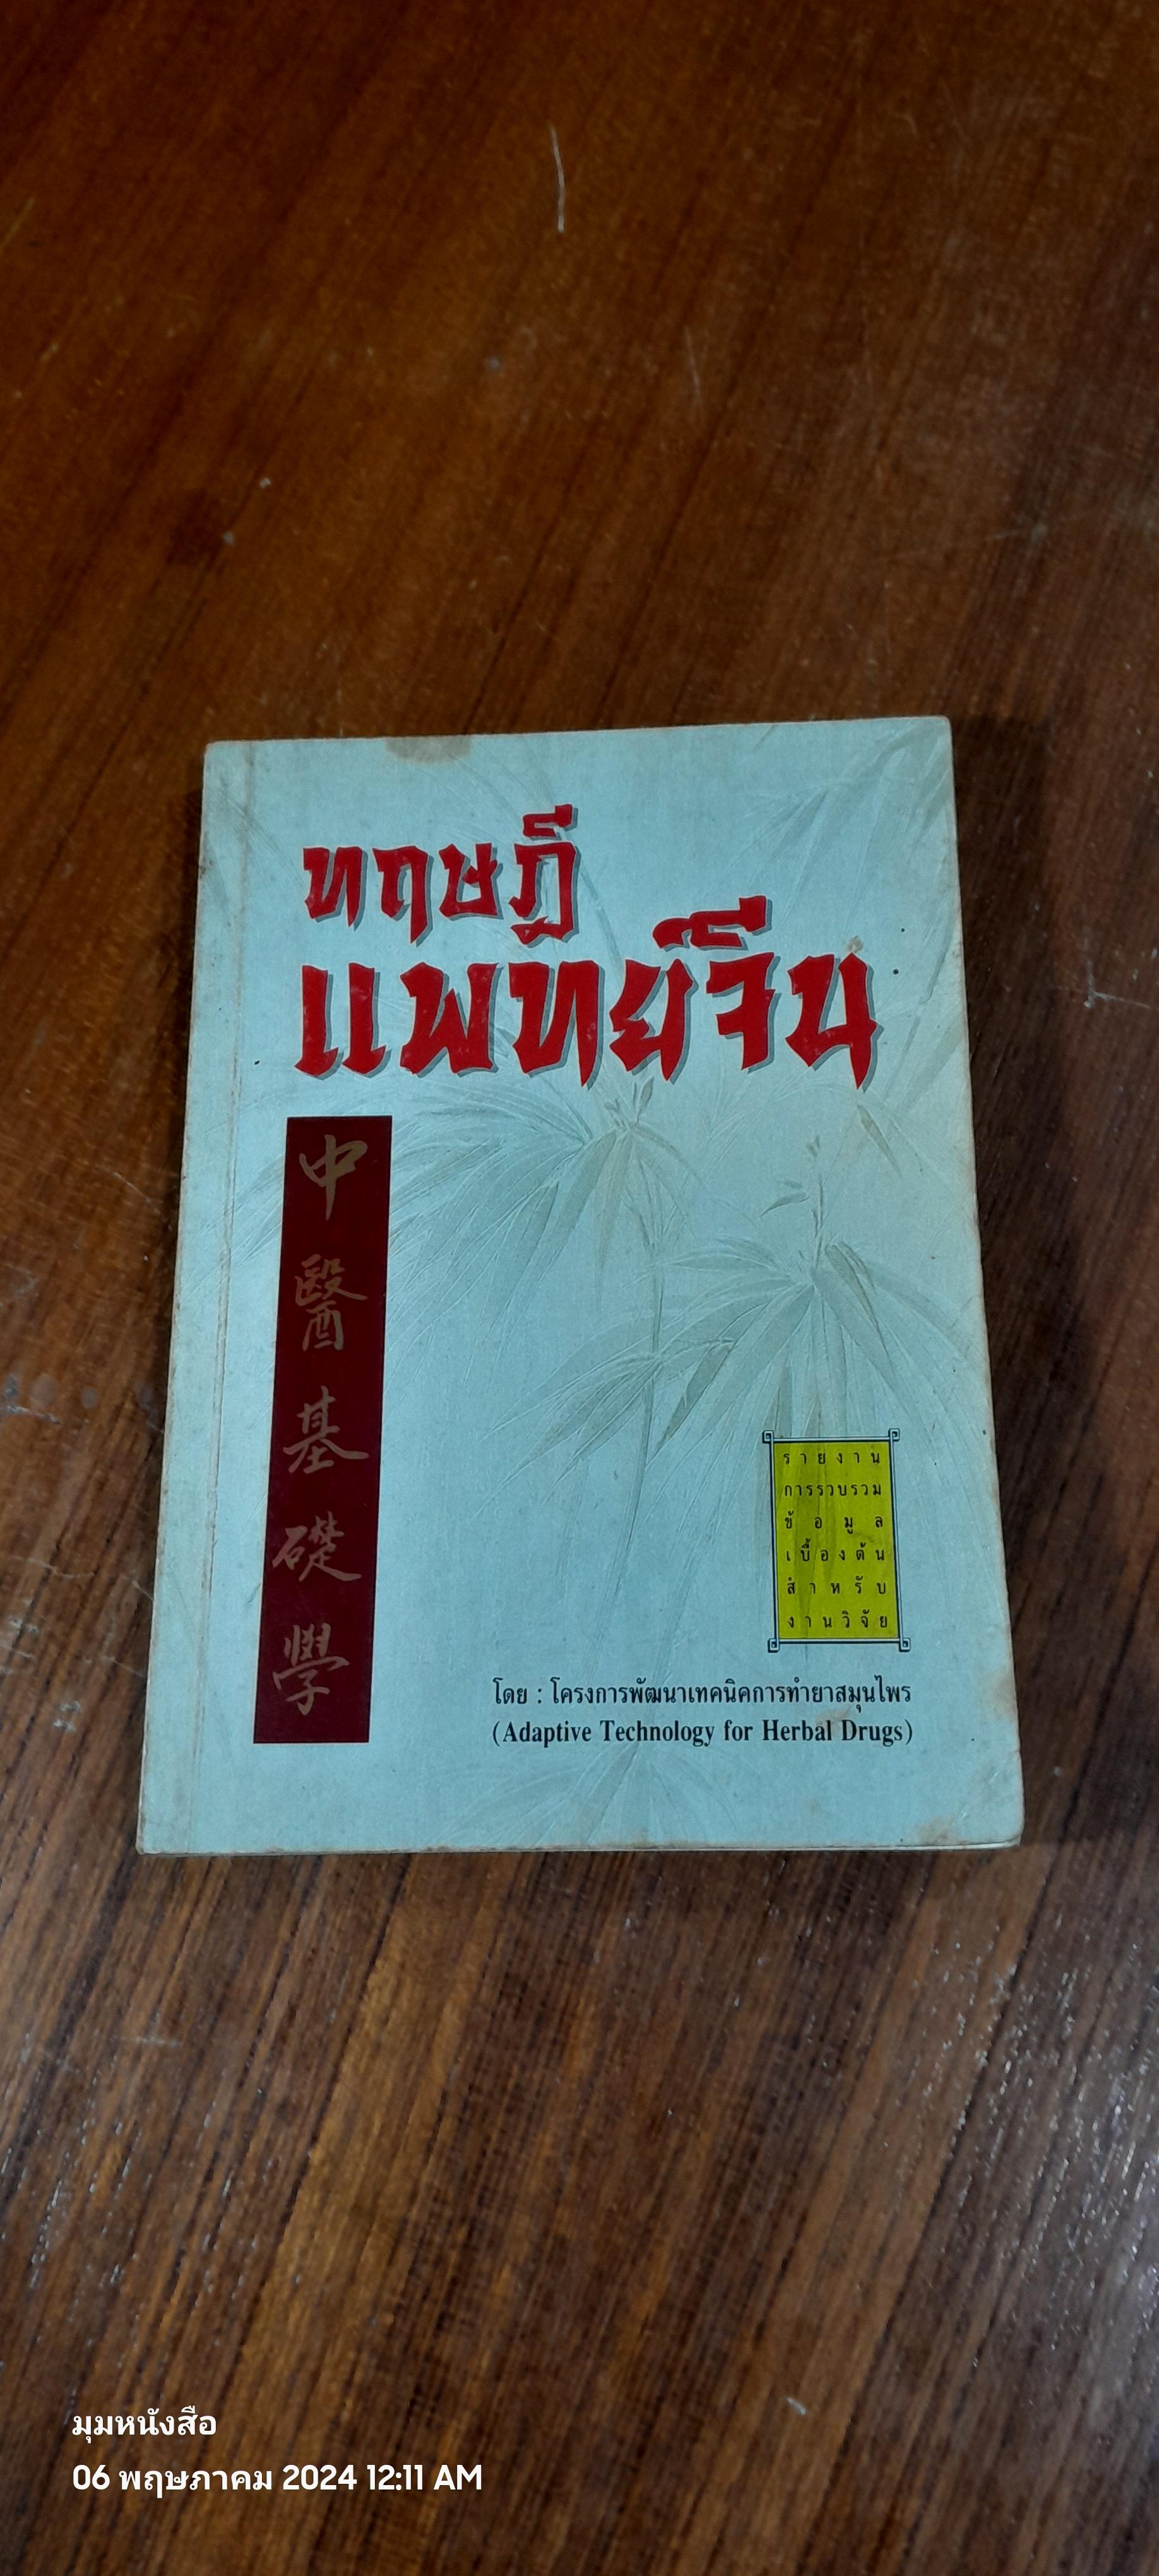 ทฤษฎี
แพทย์จีน
中
醫
基
礎
學
รายงาน
การรวบรวม
ข้อมูล
เบื้องต้น
สำหรับ
งานวิจัย
โดย : โครงการพัฒนาเทคนิคการทำยาสมุนไพร
(Adaptive Technology for Herbal Drugs)
มุมหนังสือ
06 พฤษภาคม 2024 12:11 AM